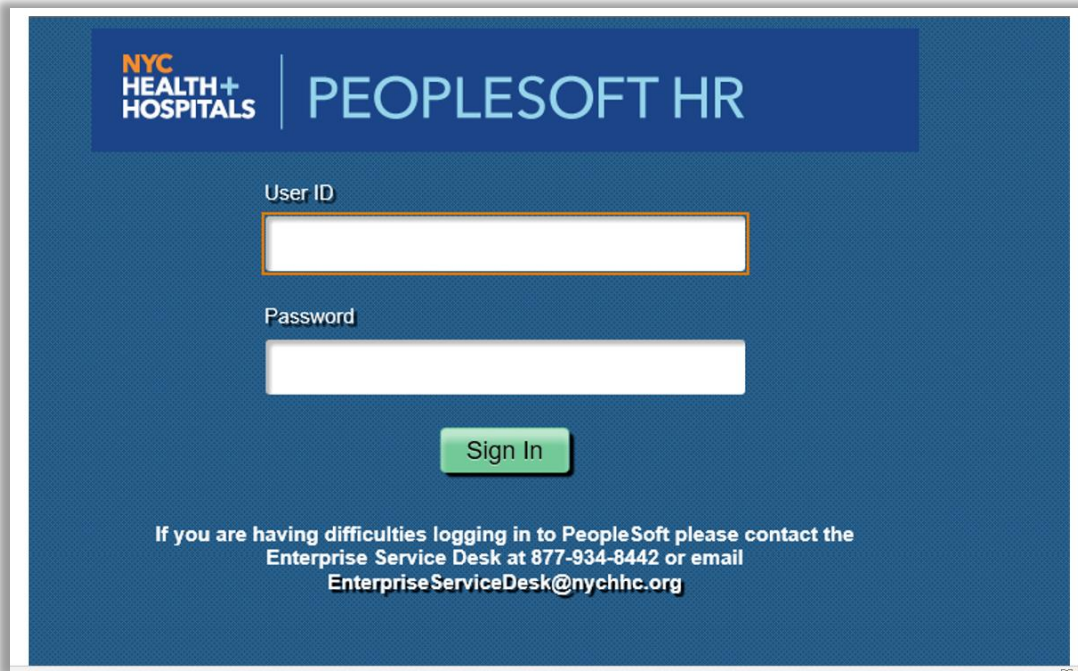 NYC
HEALTH+
HOSPITALS
PEOPLESOFT HR
User ID
Password
Sign In
If you are having difficulties logging in to PeopleSoft please contact the
Enterprise Service Desk at 877-934-8442 or email
EnterpriseServiceDesk@nychhc.org